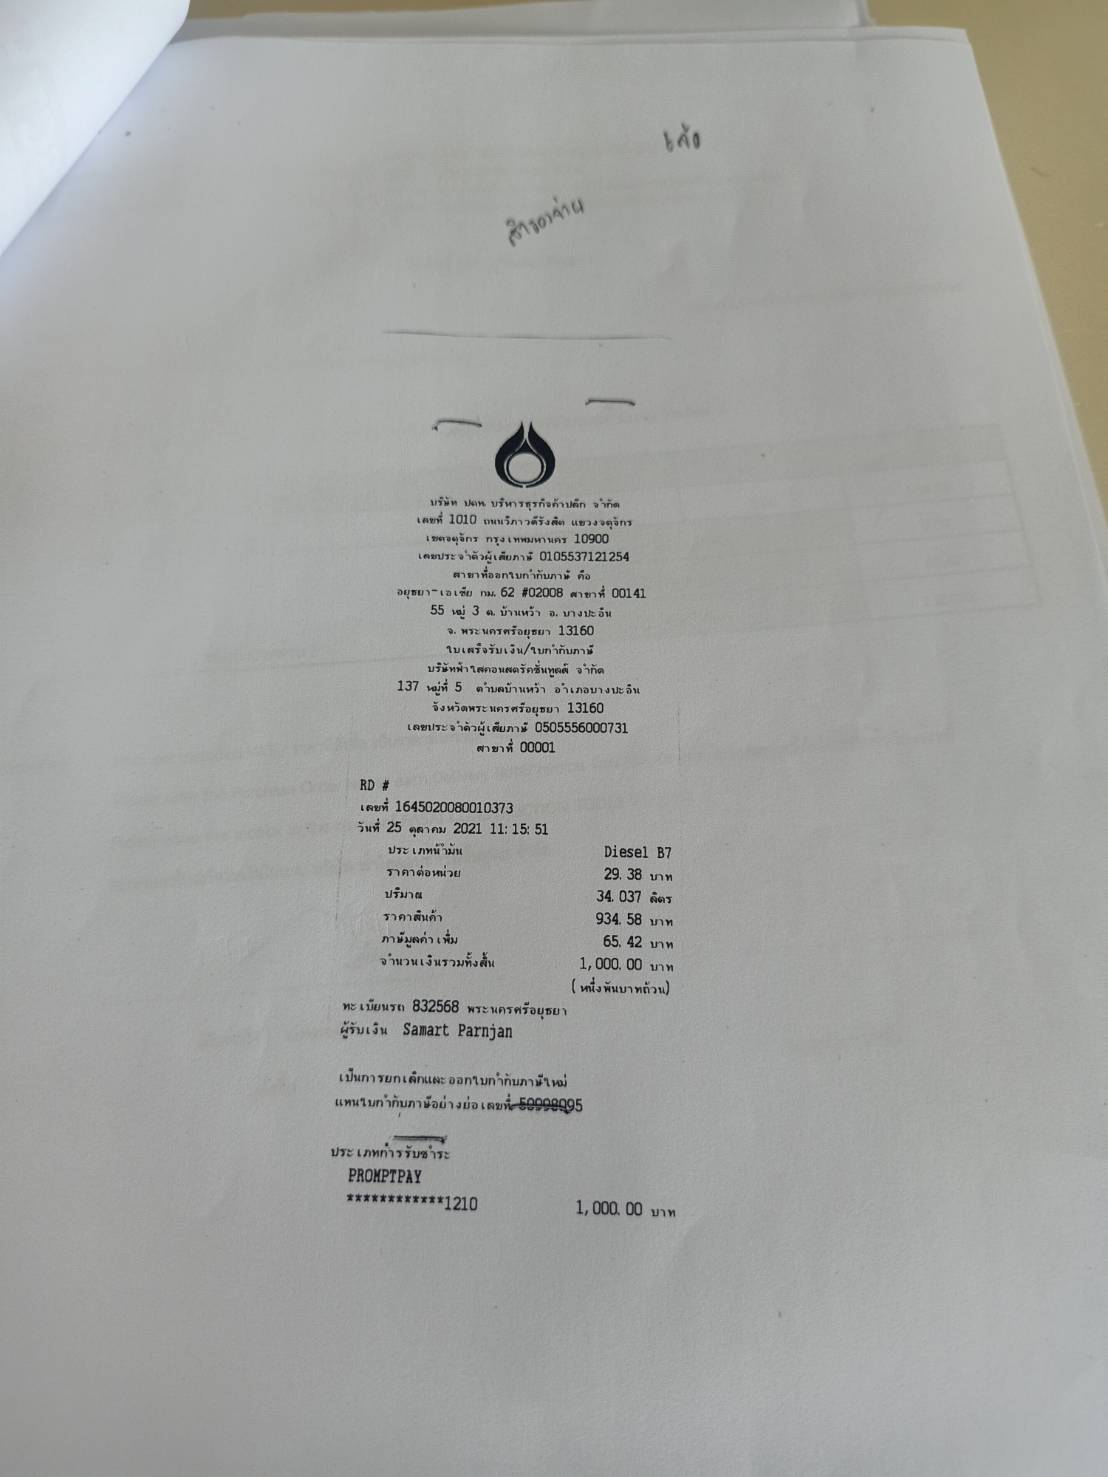 สำรองจ่าย
บริษัท ปตท. บริหารธุรกิจค้าปลีก จำกัด
เลขที่ 1010 ถนนวิภาวดีรังสิต แขวงจตุจักร
เขตจตุจักร กรุงเทพมหานคร 10900
เลขประจำตัวผู้เสียภาษี 0105537121254
สาขาที่ออกใบกำกับภาษี คือ
อยุธยา-เอเชีย กม. 62 #02008 สาขาที่ 00141
55 หมู่ 3 ต. บ้านหว้า อ. บางปะอิน
จ. พระนครศรีอยุธยา 13160
ใบเสร็จรับเงิน/ใบกำกับภาษี
บริษัทฟ้าใสคอนสตรัคชั่นทูลส์ จำกัด
137 หมู่ที่ 5 ตำบลบ้านหว้า อำเภอบางปะอิน
จังหวัดพระนครศรีอยุธยา 13160
เลขประจำตัวผู้เสียภาษี 0505556000731
สาขาที่ 00001
RD #
เลขที่ 1645020080010373
วันที่ 25 ตุลาคม 2021 11:15:51
ประเภทน้ำมัน Diesel B7
ราคาต่อหน่วย 29.38 บาท
ปริมาณ 34.037 ลิตร
ราคาสินค้า 934.58 บาท
ภาษีมูลค่าเพิ่ม 65.42 บาท
จำนวนเงินรวมทั้งสิ้น 1,000.00 บาท
(หนึ่งพันบาทถ้วน)
ทะเบียนรถ 832568 พระนครศรีอยุธยา
ผู้รับเงิน Samart Parnjan
เป็นการยกเลิกและออกใบกำกับภาษีใหม่
แทนใบกำกับภาษีอย่างย่อเลขที่
ประเภทการรับชำระ
PROMPTPAY
************1210 1,000.00 บาท